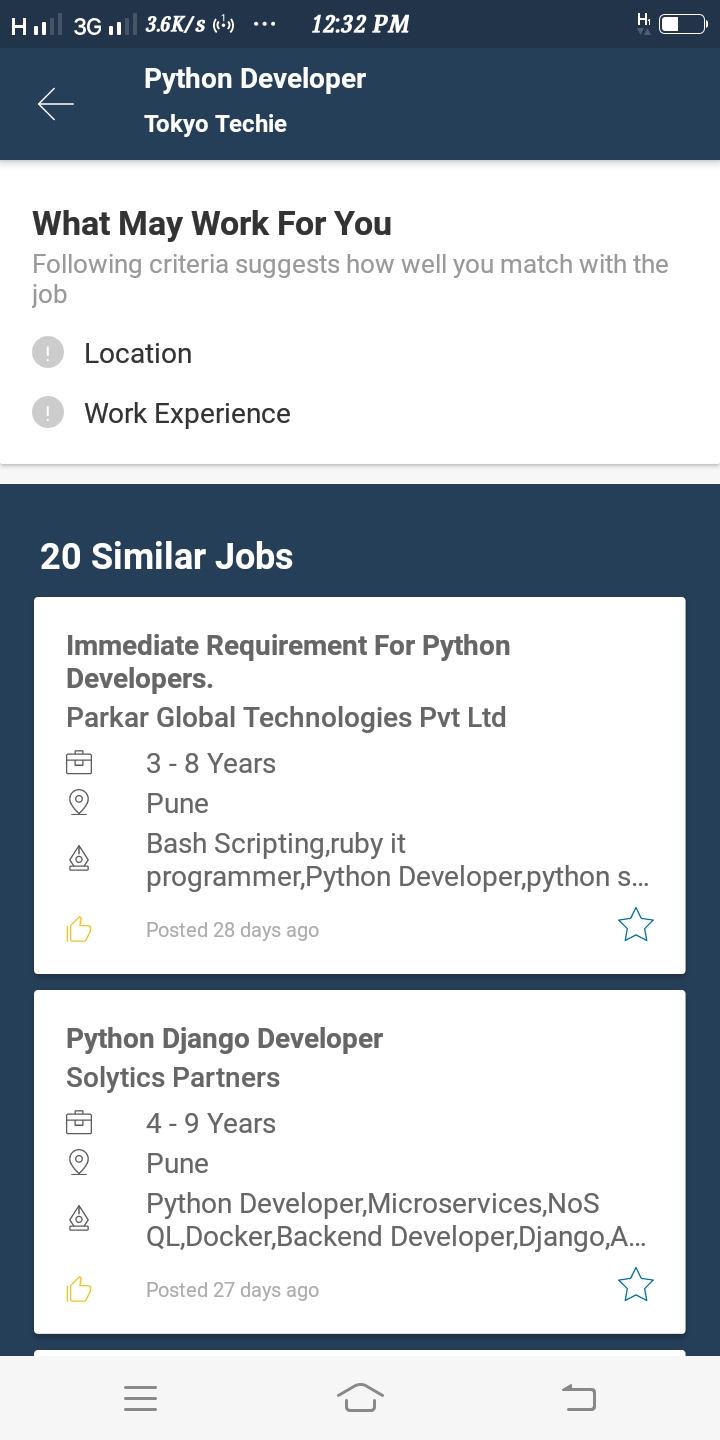 H 3G 3.6K/s ... 12:32 PM H
Python Developer
Tokyo Techie
What May Work For You
Following criteria suggests how well you match with the
job
! Location
! Work Experience
20 Similar Jobs
Immediate Requirement For Python
Developers.
Parkar Global Technologies Pvt Ltd
3 - 8 Years
Pune
Bash Scripting,ruby it
programmer,Python Developer,python s...
Posted 28 days ago
Python Django Developer
Solytics Partners
4 - 9 Years
Pune
Python Developer,Microservices,NoS
QL,Docker,Backend Developer,Django,A...
Posted 27 days ago